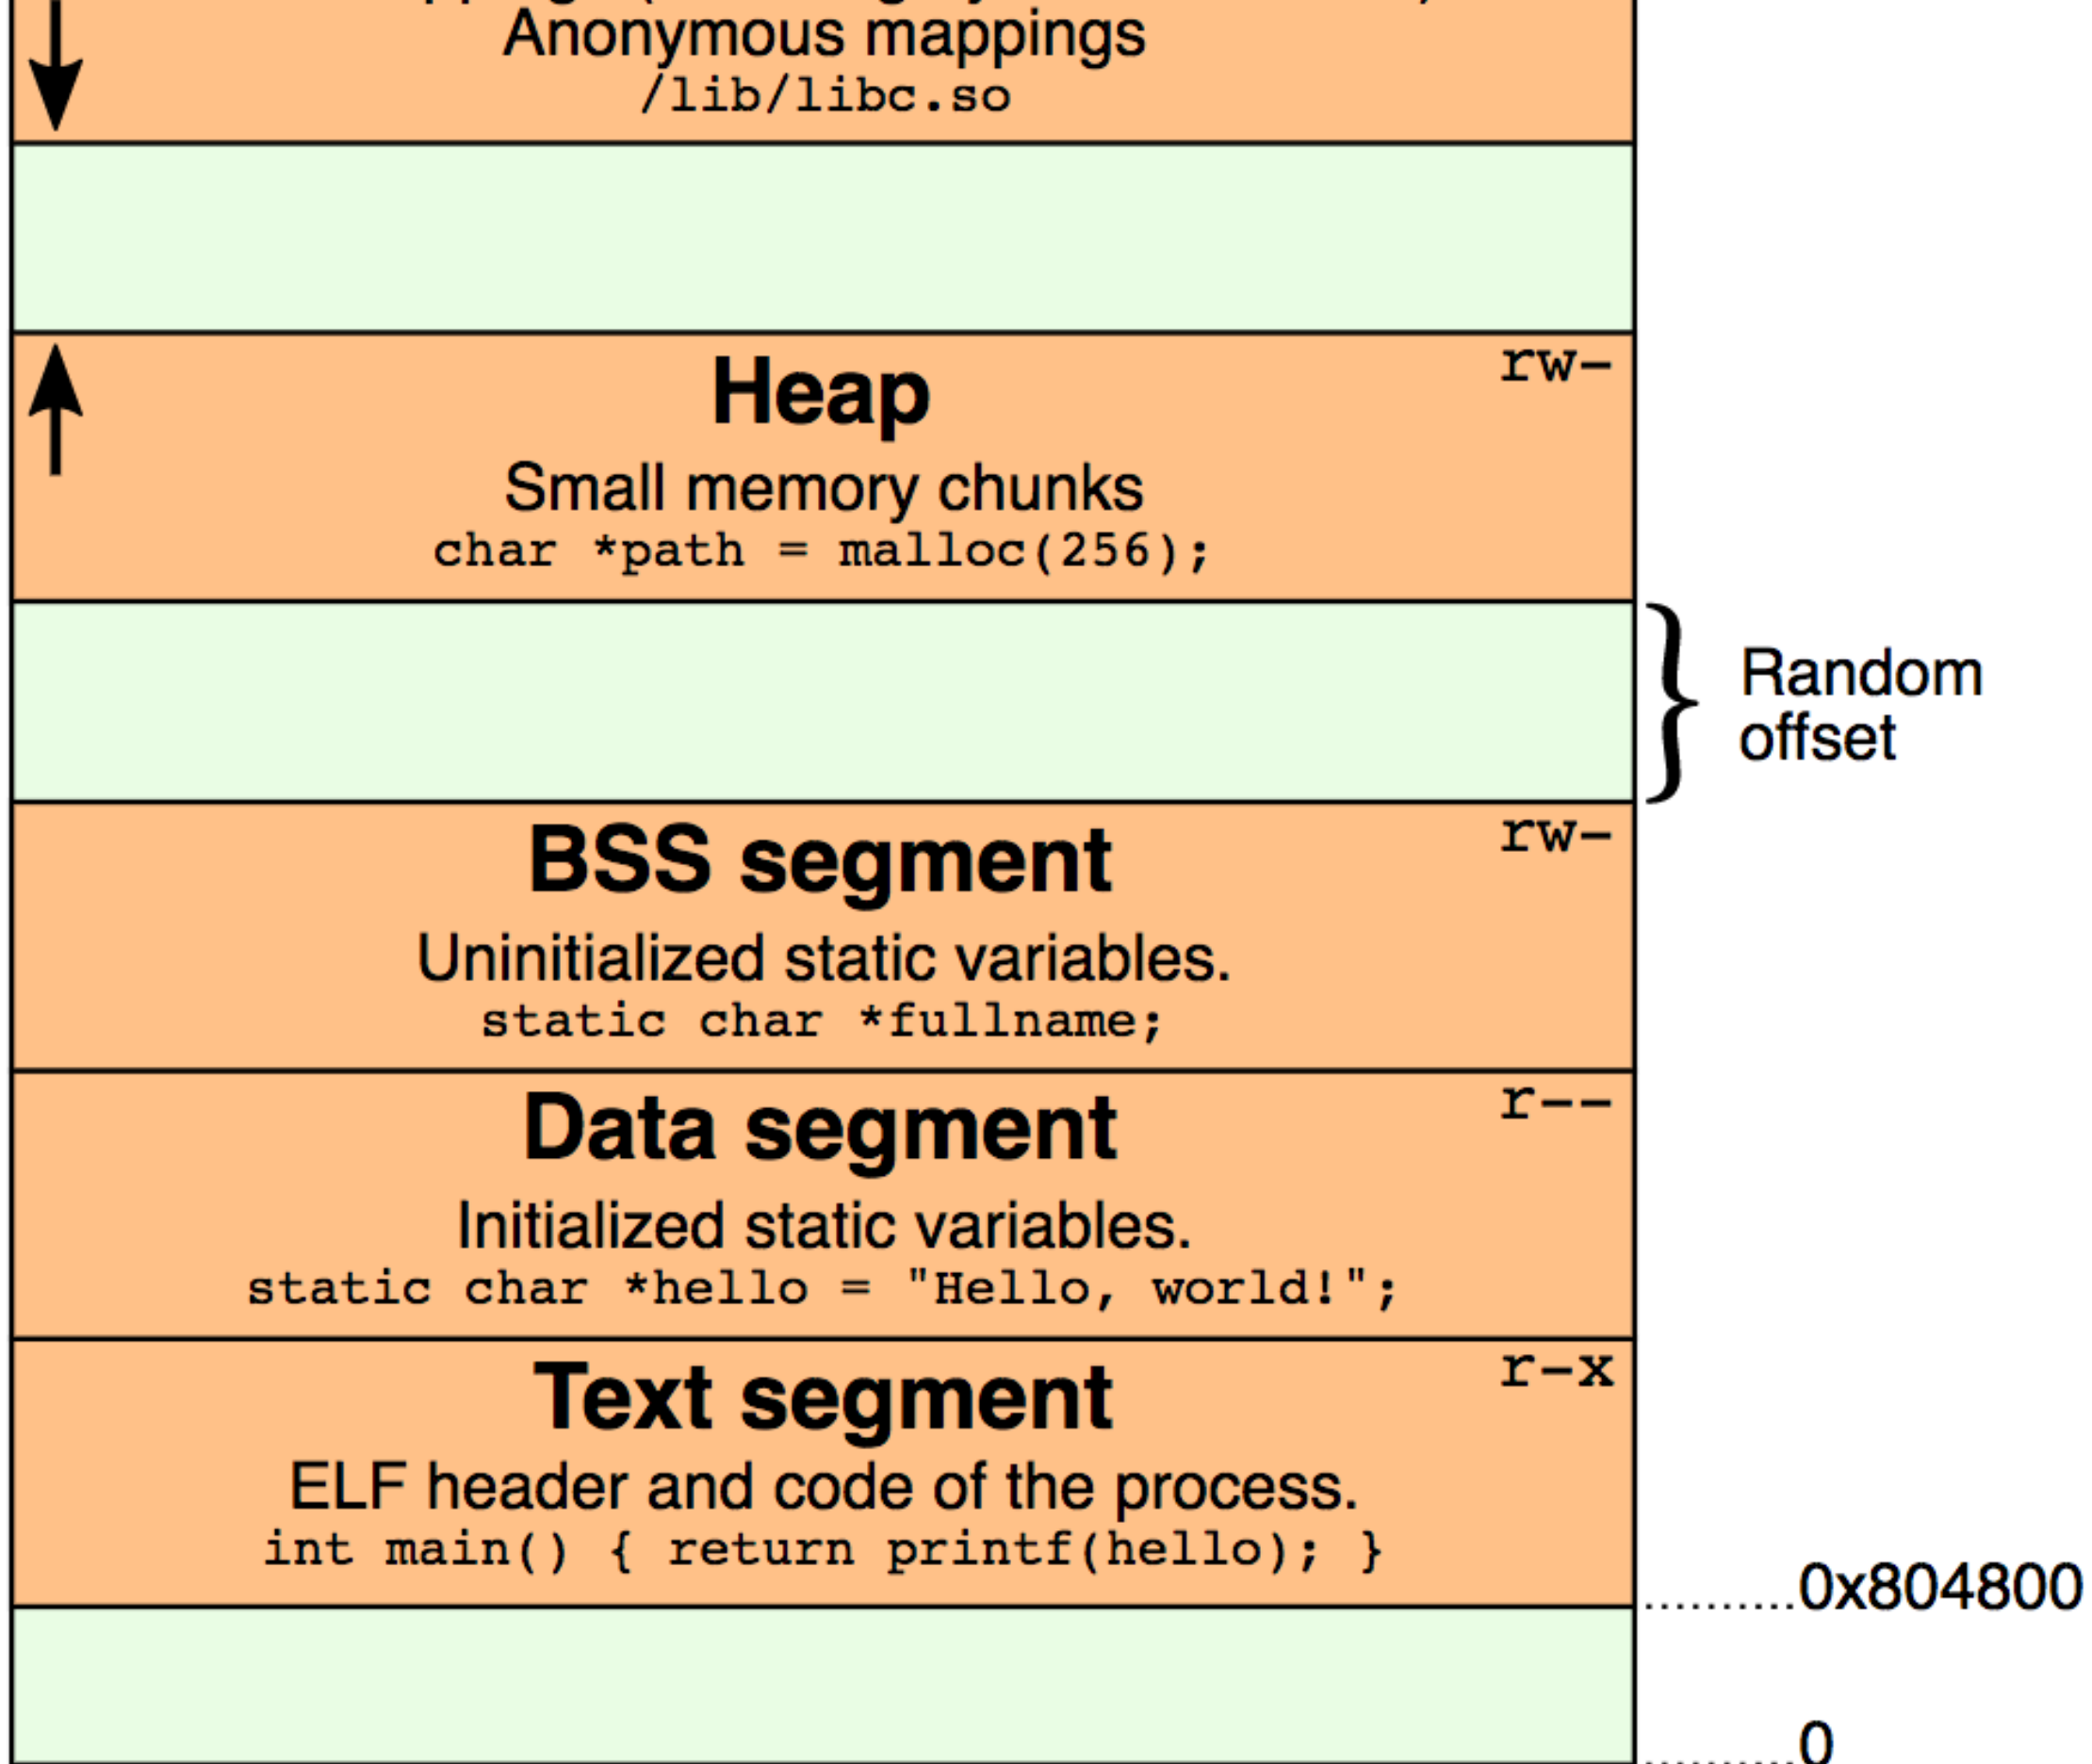 Anonymous mappings
/lib/libc.so
rw-
Heap
Small memory chunks
char *path = malloc(256);
Random
offset
rw-
BSS segment
Uninitialized static variables.
static char *fullname;
r--
Data segment
Initialized static variables.
static char *hello = "Hello, world!";
r-x
Text segment
ELF header and code of the process.
int main() { return printf(hello); }
0x804800
0